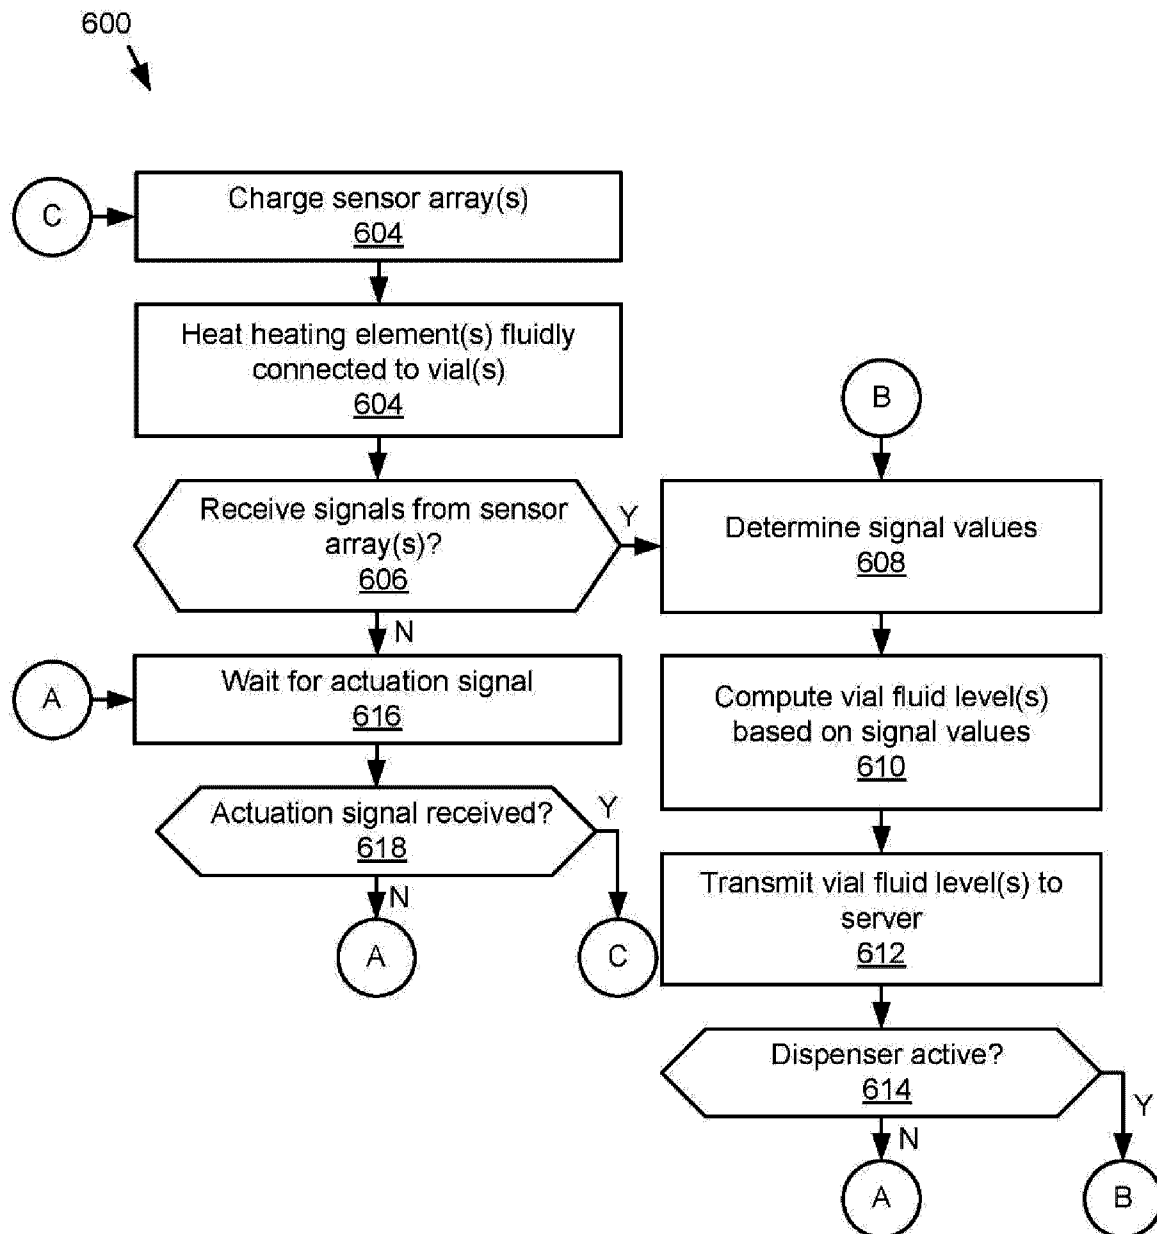 600
C
Charge sensor array(s)
604
Heat heating element(s) fluidly
connected to vial(s)
604
Receive signals from sensor
array(s)?
606
Y
N
A
Wait for actuation signal
616
Actuation signal received?
618
Y
N
A
C
B
Determine signal values
608
Compute vial fluid level(s)
based on signal values
610
Transmit vial fluid level(s) to
server
612
Dispenser active?
614
Y
N
A
B